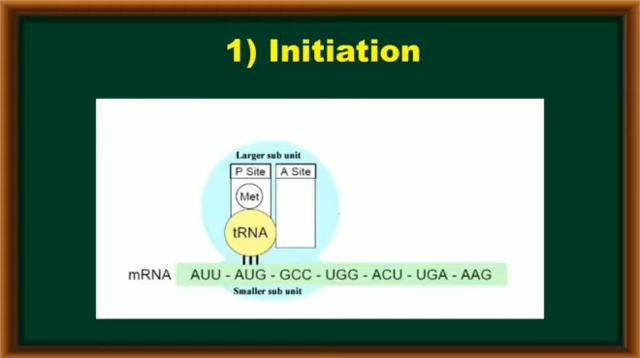 1) Initiation
Larger sub unit
P Site A Site
Met
tRNA
mRNA AUU - AUG - GCC - UGG - ACU - UGA - AAG
Smaller sub unit